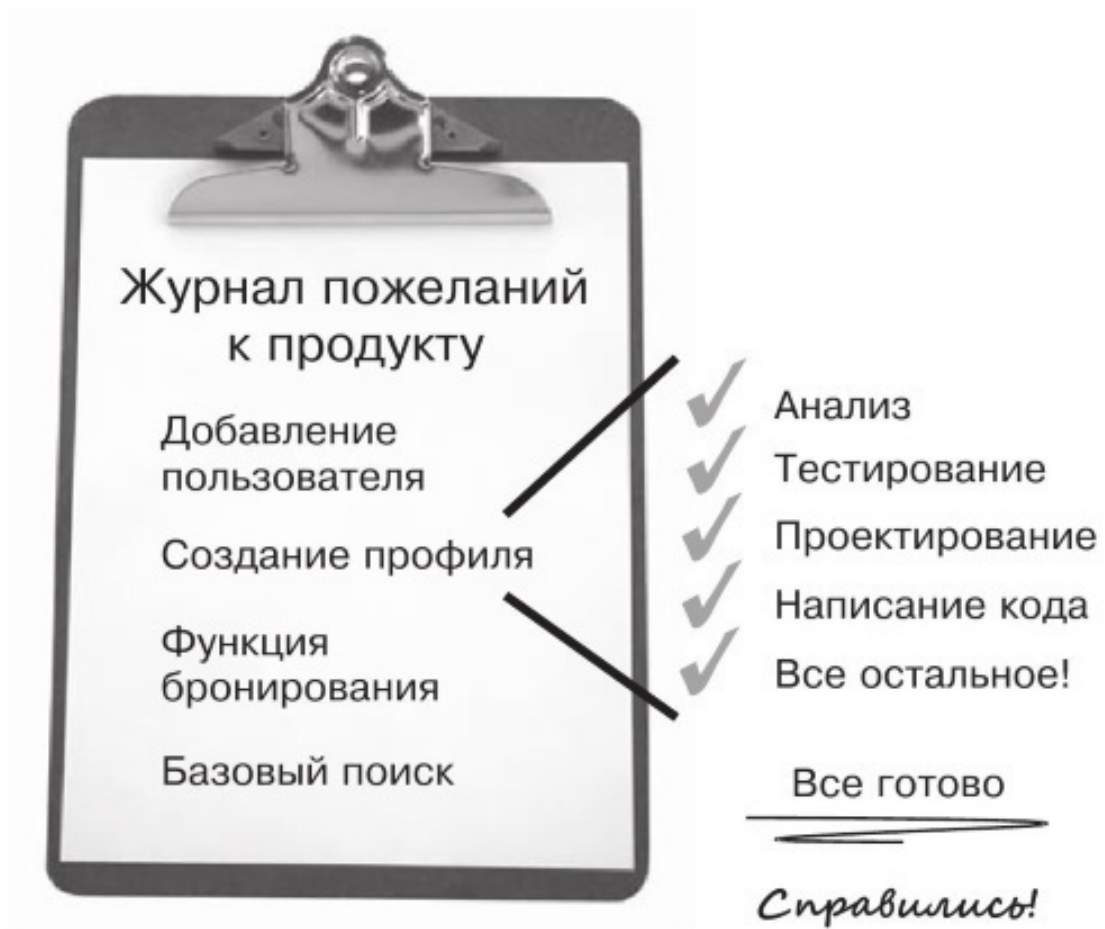 Журнал пожеланий
к продукту
Добавление
пользователя
Создание профиля
Функция
бронирования
Базовый поиск
Анализ
Тестирование
Проектирование
Написание кода
Все остальное!
Все готово
Справились!